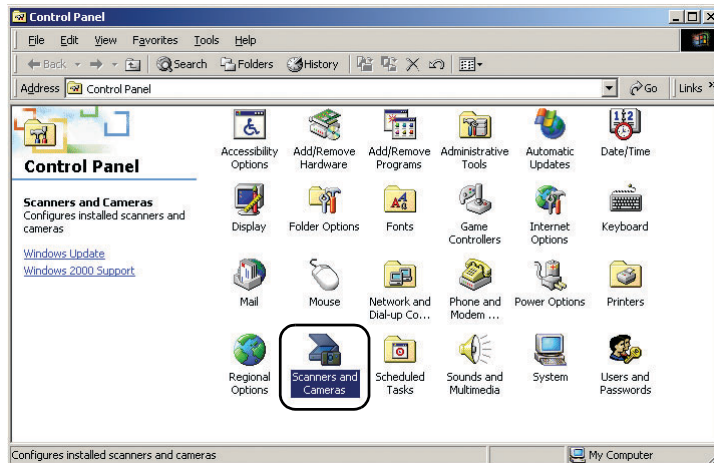 Control Panel
File Edit View Favorites Tools Help
Back Search Folders History
Address Control Panel Go Links »
Control Panel
Scanners and Cameras
Configures installed scanners and
cameras
Windows Update
Windows 2000 Support
Accessibility Options
Add/Remove Hardware
Add/Remove Programs
Administrative Tools
Automatic Updates
Date/Time
Display
Folder Options
Fonts
Game Controllers
Internet Options
Keyboard
Mail
Mouse
Network and Dial-up Co...
Phone and Modem ...
Power Options
Printers
Regional Options
Scanners and Cameras
Scheduled Tasks
Sounds and Multimedia
System
Users and Passwords
Configures installed scanners and cameras My Computer